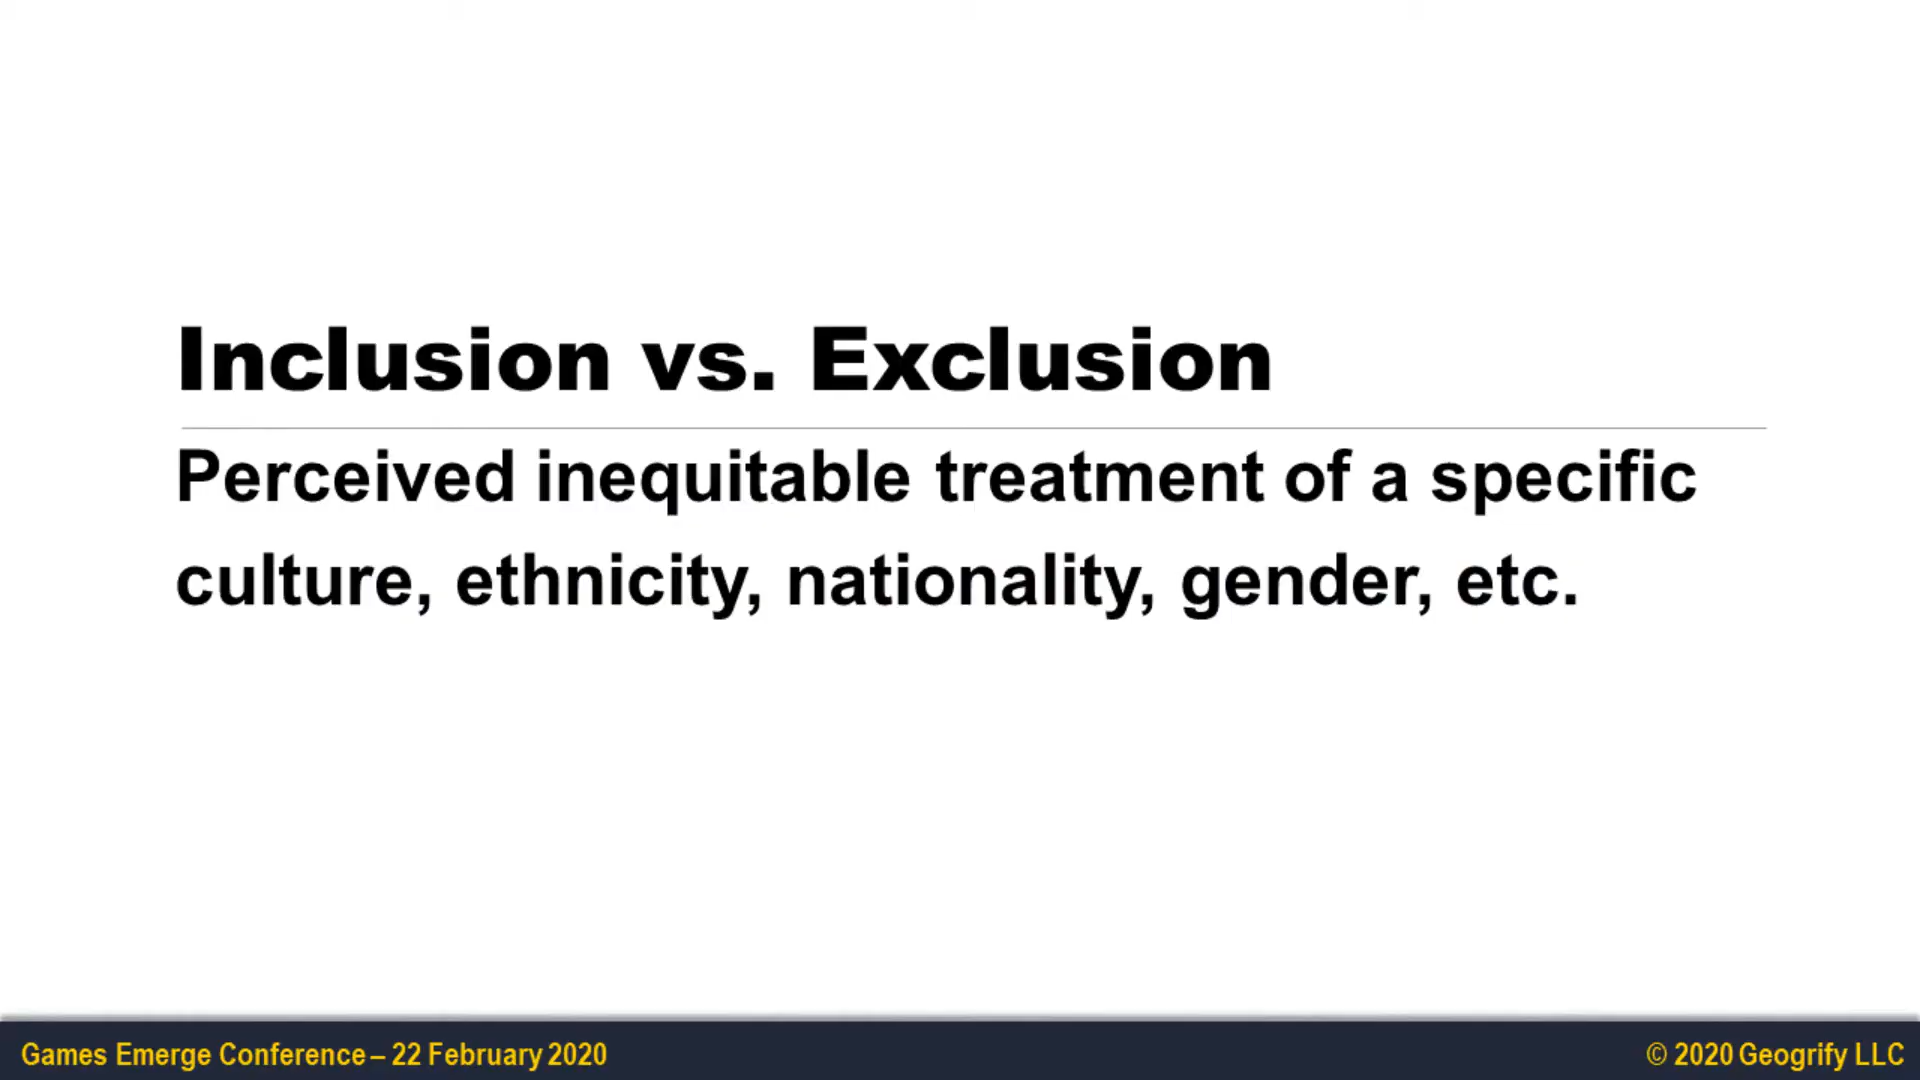 Inclusion vs. Exclusion
Perceived inequitable treatment of a specific
culture, ethnicity, nationality, gender, etc.
Games Emerge Conference – 22 February 2020
© 2020 Geogrify LLC